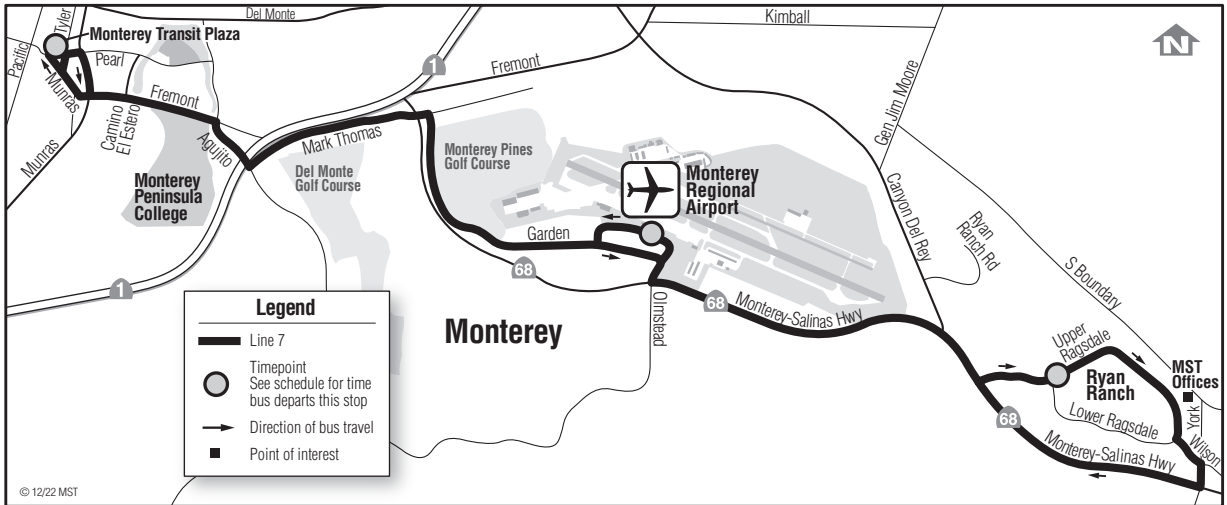 Del Monte
Kimball
N
Pacific
Tyler
Monterey Transit Plaza
Pearl
Munras
Fremont
Camino
El Estero
Aguajito
Munras
Monterey
Peninsula
College
1
Fremont
Mark Thomas
Del Monte
Golf Course
Monterey Pines
Golf Course
Monterey
Regional
Airport
Garden
68
1
Gen Jim Moore
Canyon Del Rey
Ryan
Ranch Rd
S Boundary
68
Monterey-Salinas Hwy
Olmstead
Monterey
Upper
Ragsdale
MST
Offices
Ryan
Ranch
Lower Ragsdale
York
Wilson
68
Monterey-Salinas Hwy
Legend
Line 7
Timepoint
See schedule for time
bus departs this stop
Direction of bus travel
Point of interest
© 12/22 MST